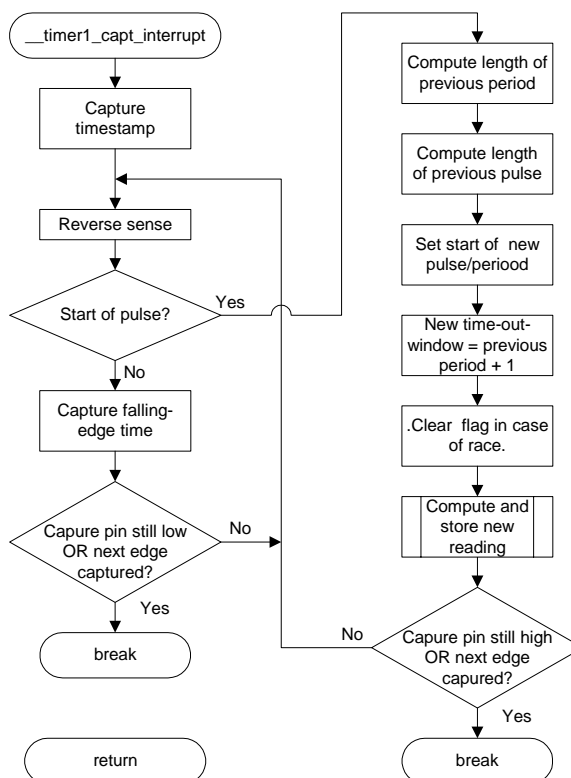 __timer1_capt_interrupt
Capture
timestamp
Reverse sense
Start of pulse?
Yes
No
Capture falling-
edge time
Capure pin still low
OR next edge
captured?
No
Yes
break
return
Compute length of
previous period
Compute length
of previous pulse
Set start of  new
pulse/periood
New time-out-
window = previous
period + 1
.Clear  flag in case
of race.
Compute and
store new
reading
No
Capure pin still high
OR next edge
capured?
Yes
break